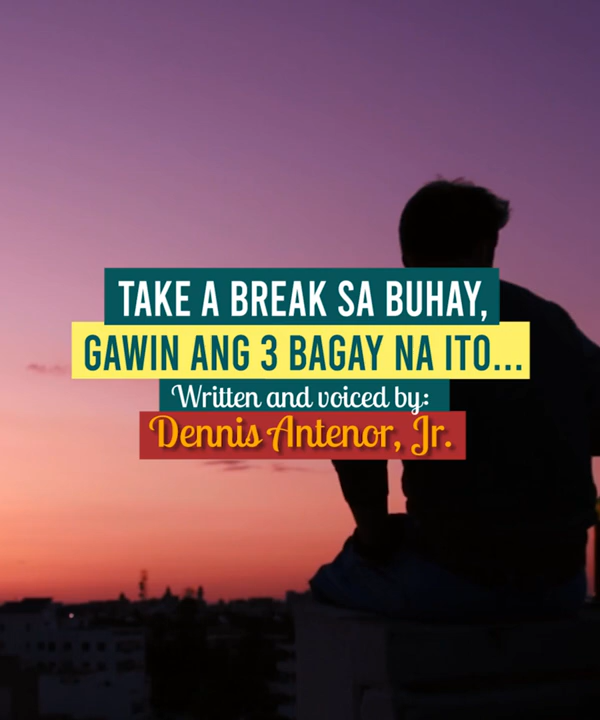 TAKE A BREAK SA BUHAY,
GAWIN ANG 3 BAGAY NA ITO...
Written and voiced by:
Dennis Antenor, Jr.